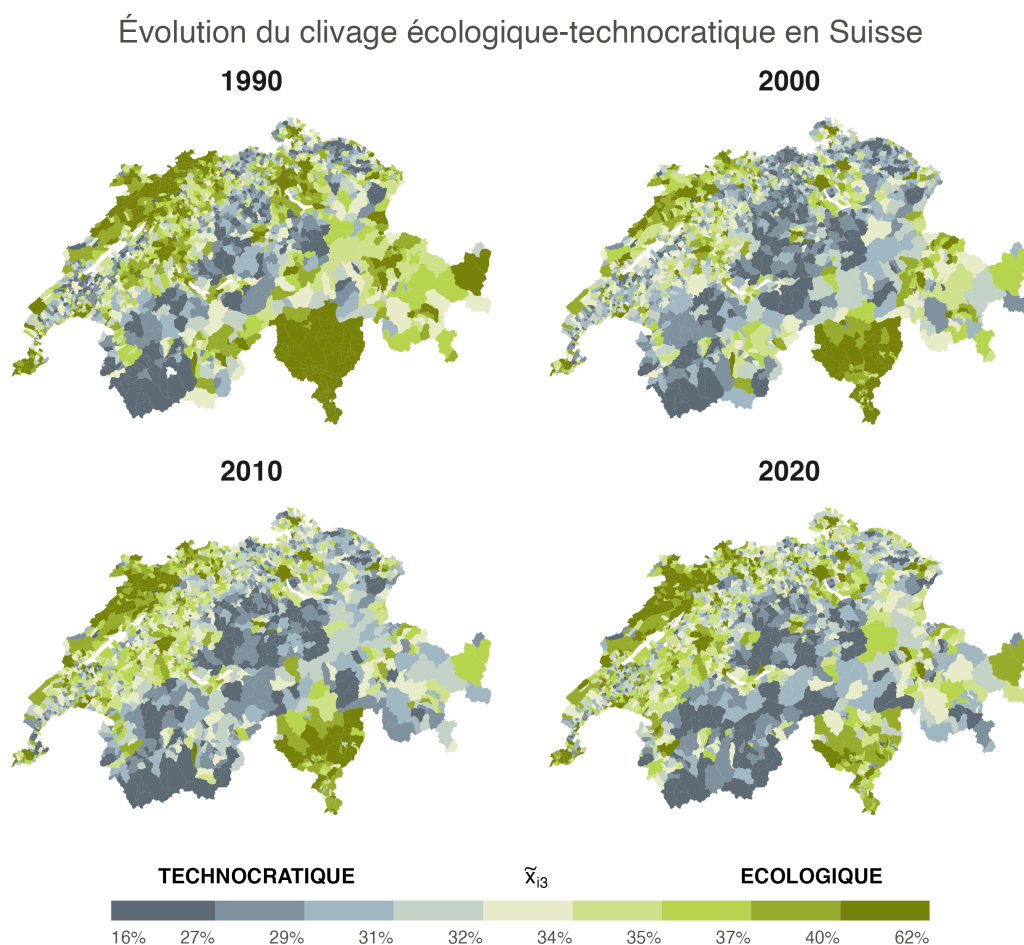 Évolution du clivage écologique-technocratique en Suisse
1990 2000
2010 2020
TECHNOCRATIQUE x̃i3 ECOLOGIQUE
16% 27% 29% 31% 32% 34% 35% 37% 40% 62%